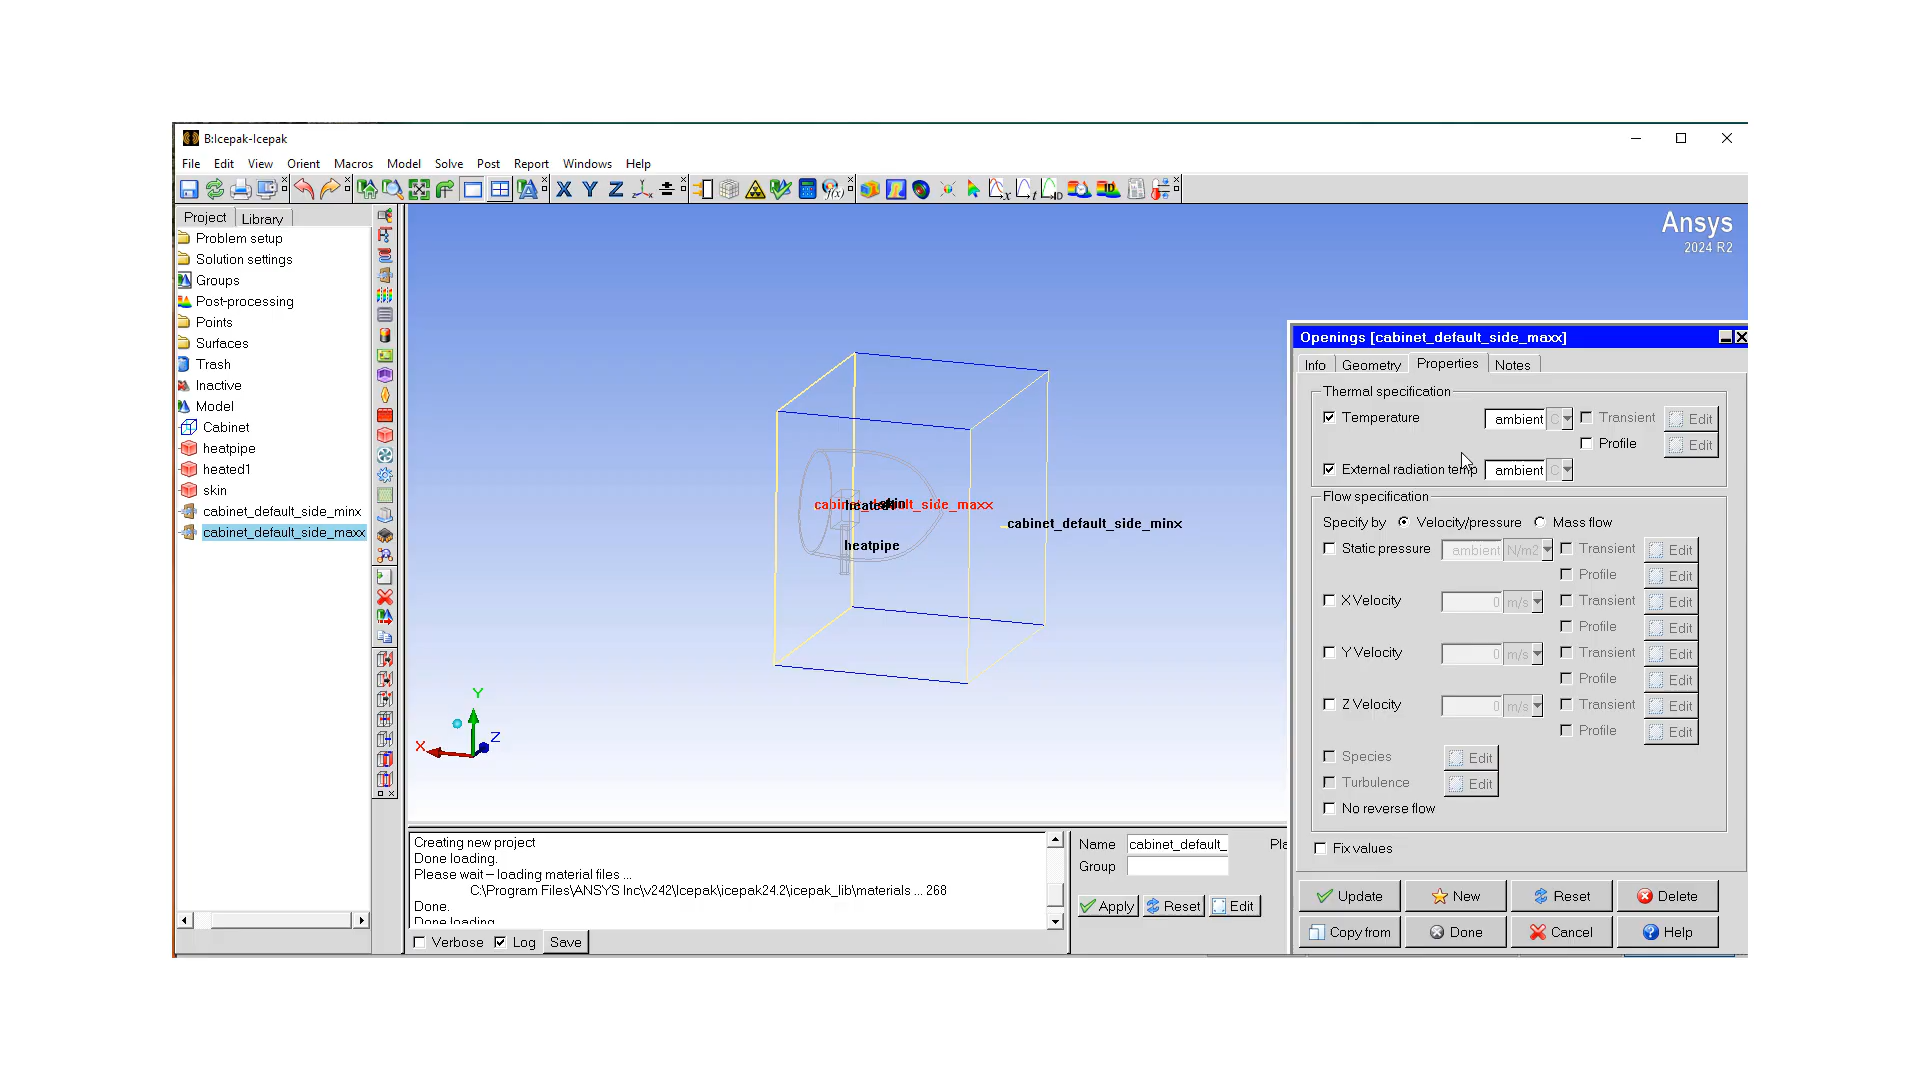 B:Icepak-Icepak
File Edit View Orient Macros Model Solve Post Report Windows Help
X Y Z
Project Library
Problem setup
Solution settings
Groups
Post-processing
Points
Surfaces
Trash
Inactive
Model
Cabinet
heatpipe
heated1
skin
cabinet_default_side_minx
cabinet_default_side_maxx
Ansys
2024 R2
cabinet_default_side_minx
heatpipe
Y
X
Z
Openings [cabinet_default_side_maxx]
Info Geometry Properties Notes
Thermal specification
Temperature ambient C Transient Edit
Profile Edit
External radiation temp ambient C
Flow specification
Specify by Velocity/pressure Mass flow
Static pressure ambient N/m2 Transient Edit
Profile Edit
X Velocity 0 m/s Transient Edit
Profile Edit
Y Velocity 0 m/s Transient Edit
Profile Edit
Z Velocity 0 m/s Transient Edit
Profile Edit
Species Edit
Turbulence Edit
No reverse flow
Fix values
Update New Reset Delete
Copy from Done Cancel Help
Creating new project
Done loading.
Please wait – loading material files ...
C:\Program Files\ANSYS Inc\v242\Icepak\icepak24.2\icepak_lib\materials ... 268
Done.
Done loading
Verbose Log Save
Name cabinet_default_ Pla
Group
Apply Reset Edit